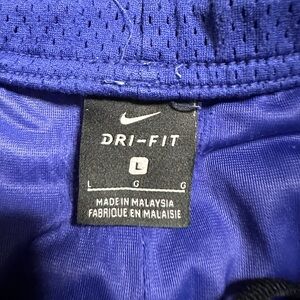 DRI-FIT
L
L G G
MADE IN MALAYSIA
FABRIQUE EN MALAISIE